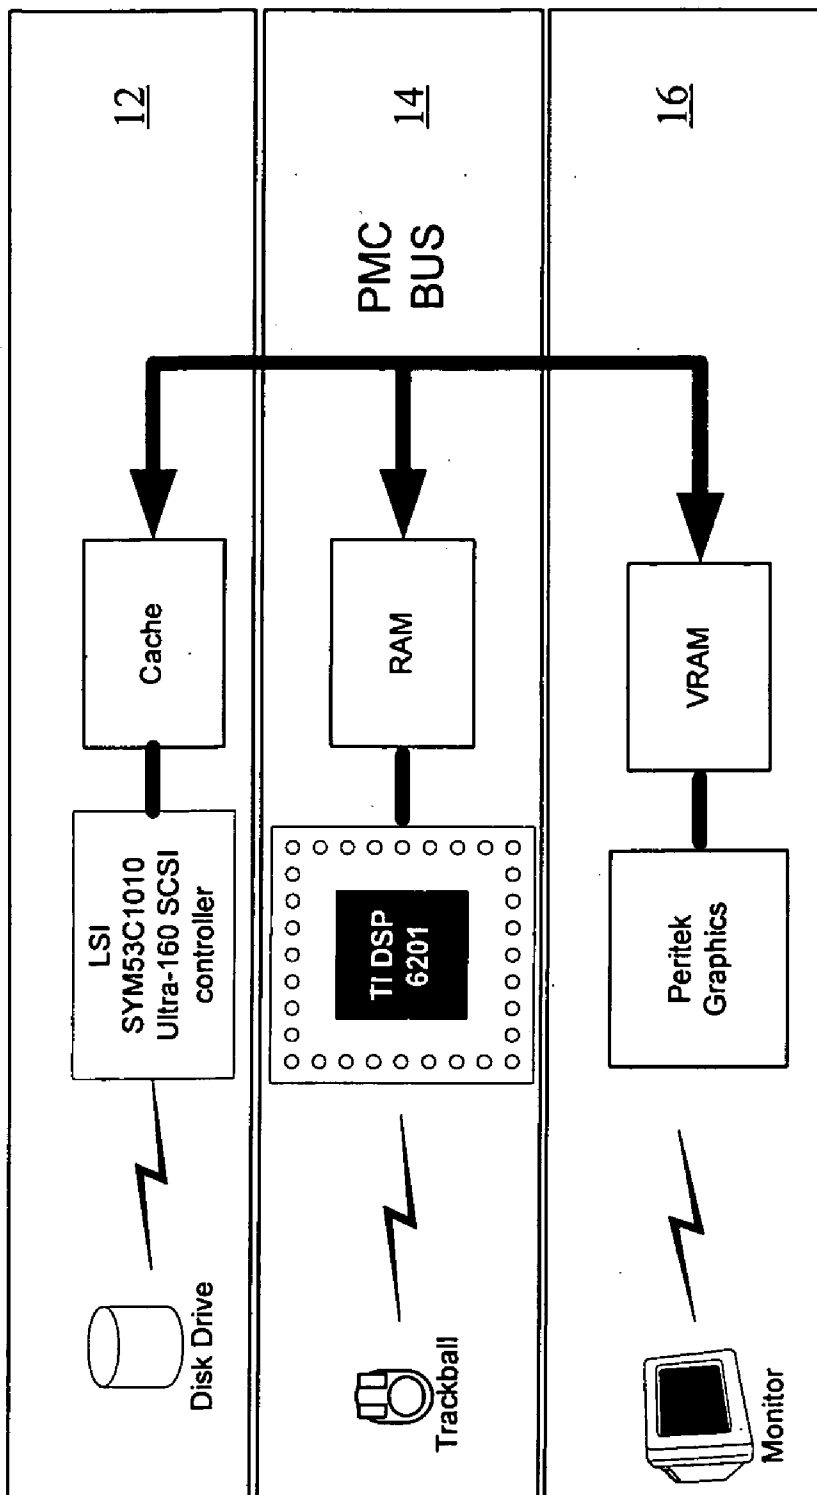 Disk Drive
LSI
SYM53C1010
Ultra-160 SCSI
controller
Cache
12
Trackball
TI DSP
6201
RAM
PMC
BUS
14
Monitor
Peritek
Graphics
VRAM
16